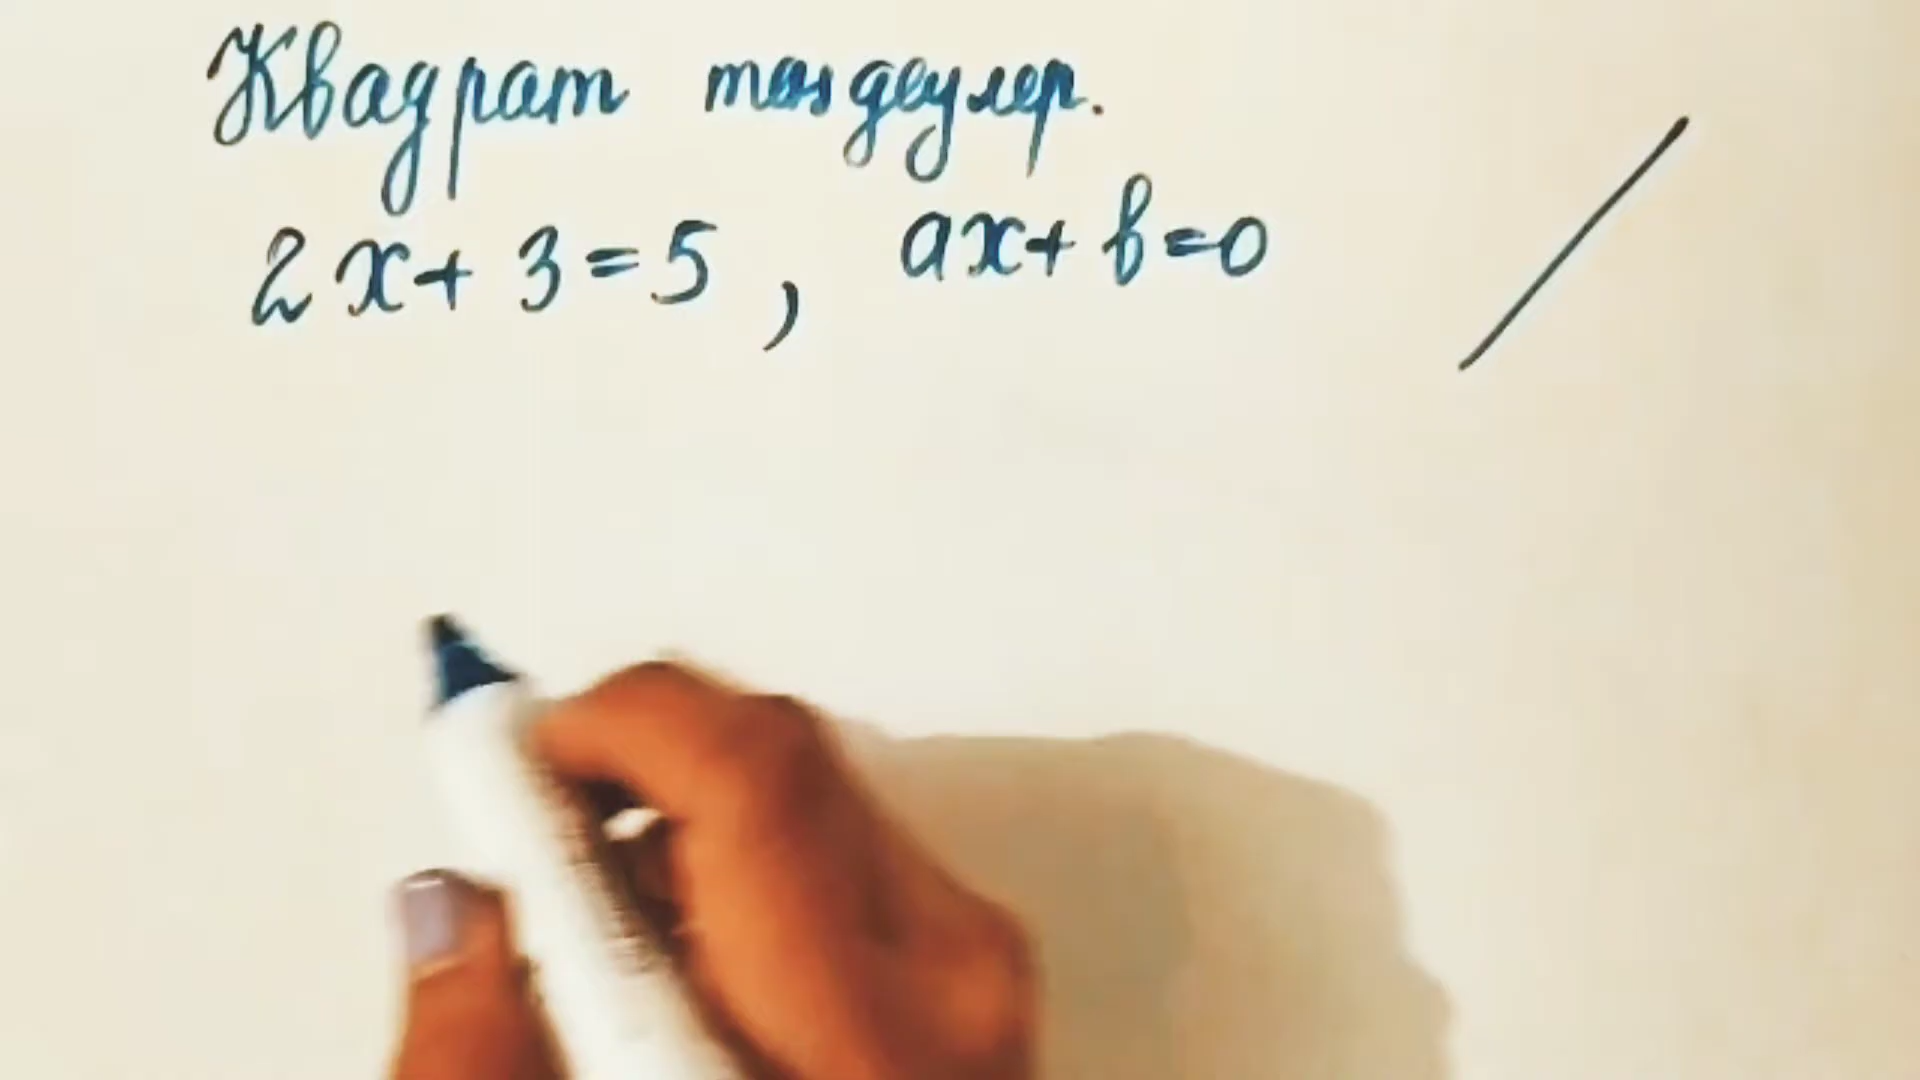 Квадрат теңдеулер.
2x + 3 = 5 , ax + b = 0